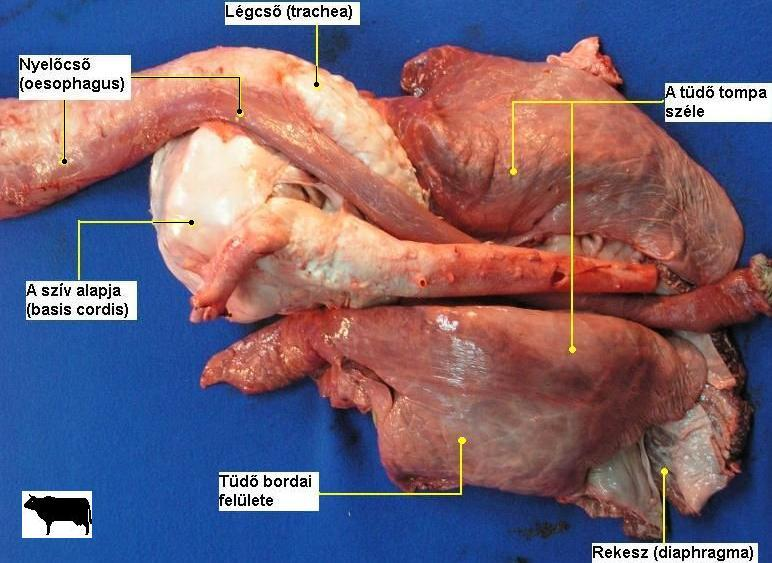 Légcső (trachea)
Nyelőcső
(oesophagus)
A tüdő tompa
széle
A szív alapja
(basis cordis)
Tüdő bordai
felülete
Rekesz (diaphragma)